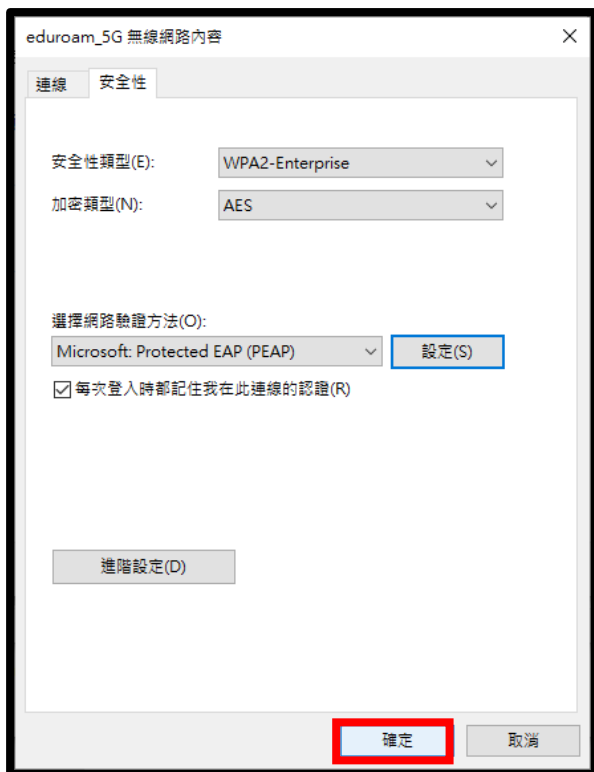 eduroam_5G 無線網路內容
連線 安全性
安全性類型(E): WPA2-Enterprise
加密類型(N): AES
選擇網路驗證方法(O):
Microsoft: Protected EAP (PEAP) 設定(S)
每次登入時都記住我在此連線的認證(R)
進階設定(D)
確定 取消